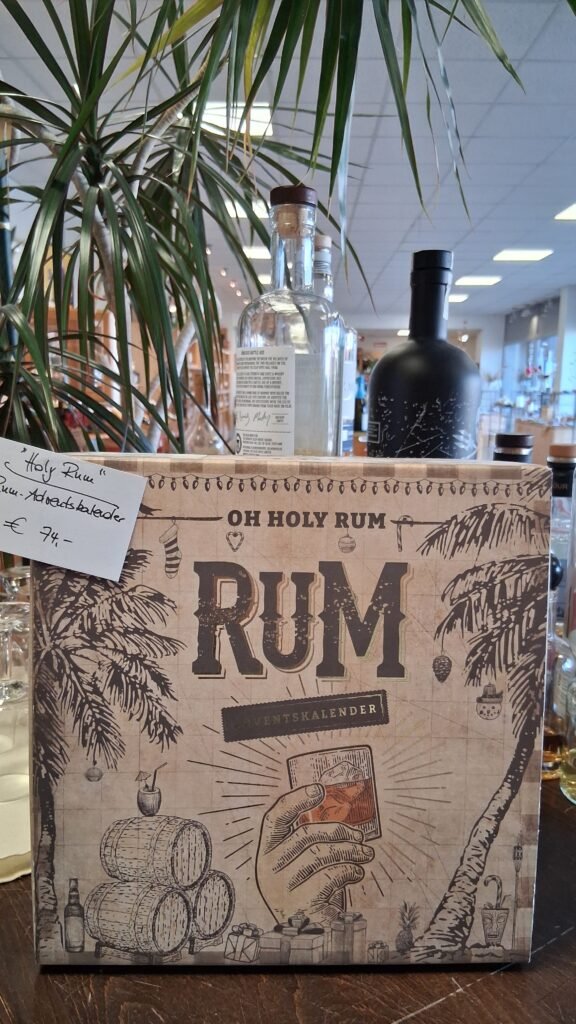 "Holy Rum"
Rum-Adventskalender
€ 74,-
OH HOLY RUM
RUM
ADVENTSKALENDER